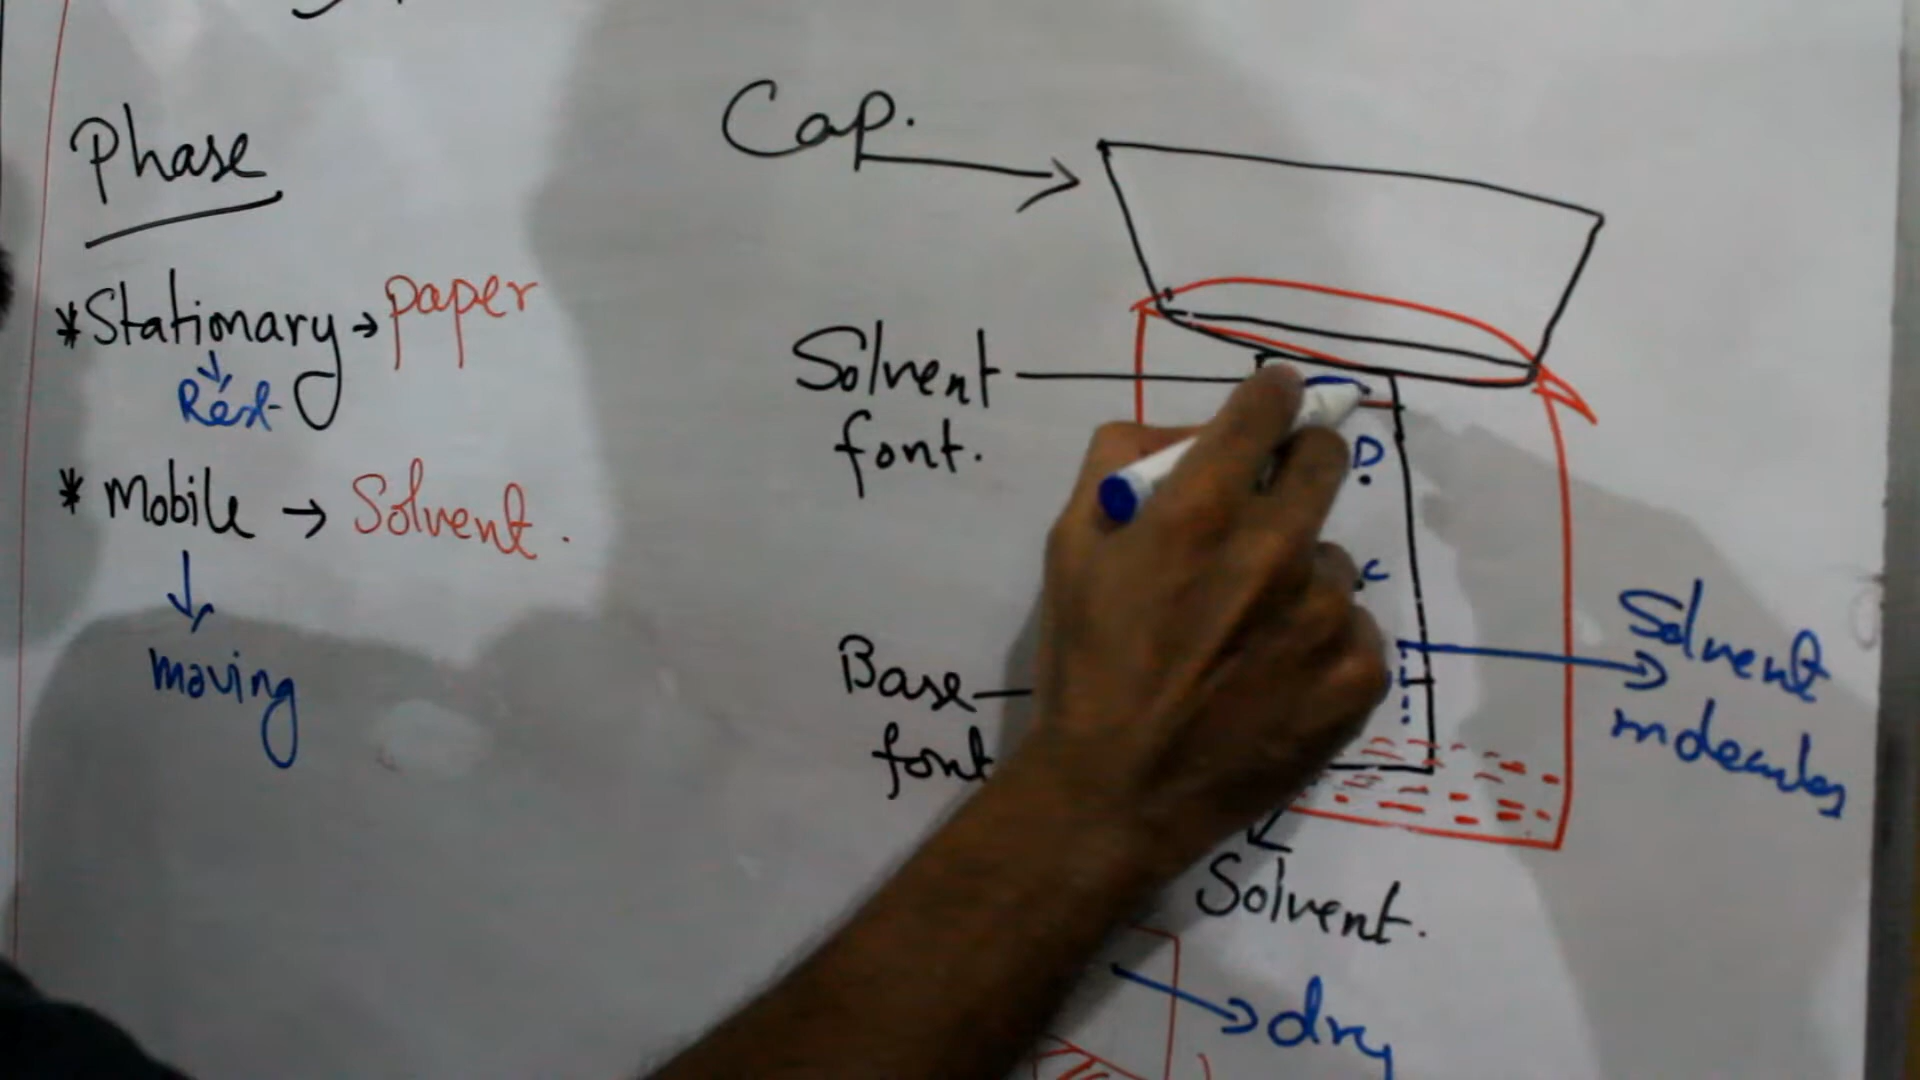 Phase
*Stationary → paper
Rest
* Mobile → Solvent.
moving
Cap.
Solvent
font.
D
C
Base
font
Solvent
molecules
Solvent.
dry